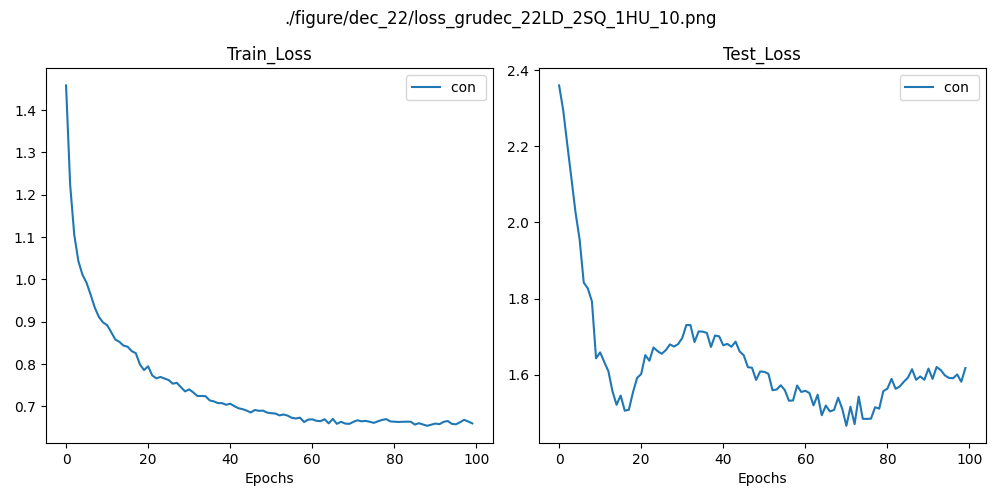 ./figure/dec_22/loss_grudec_22LD_2SQ_1HU_10.png
Train_Loss
con
1.4
1.3
1.2
1.1
1.0
0.9
0.8
0.7
0 20 40 60 80 100
Epochs
Test_Loss
con
2.4
2.2
2.0
1.8
1.6
0 20 40 60 80 100
Epochs